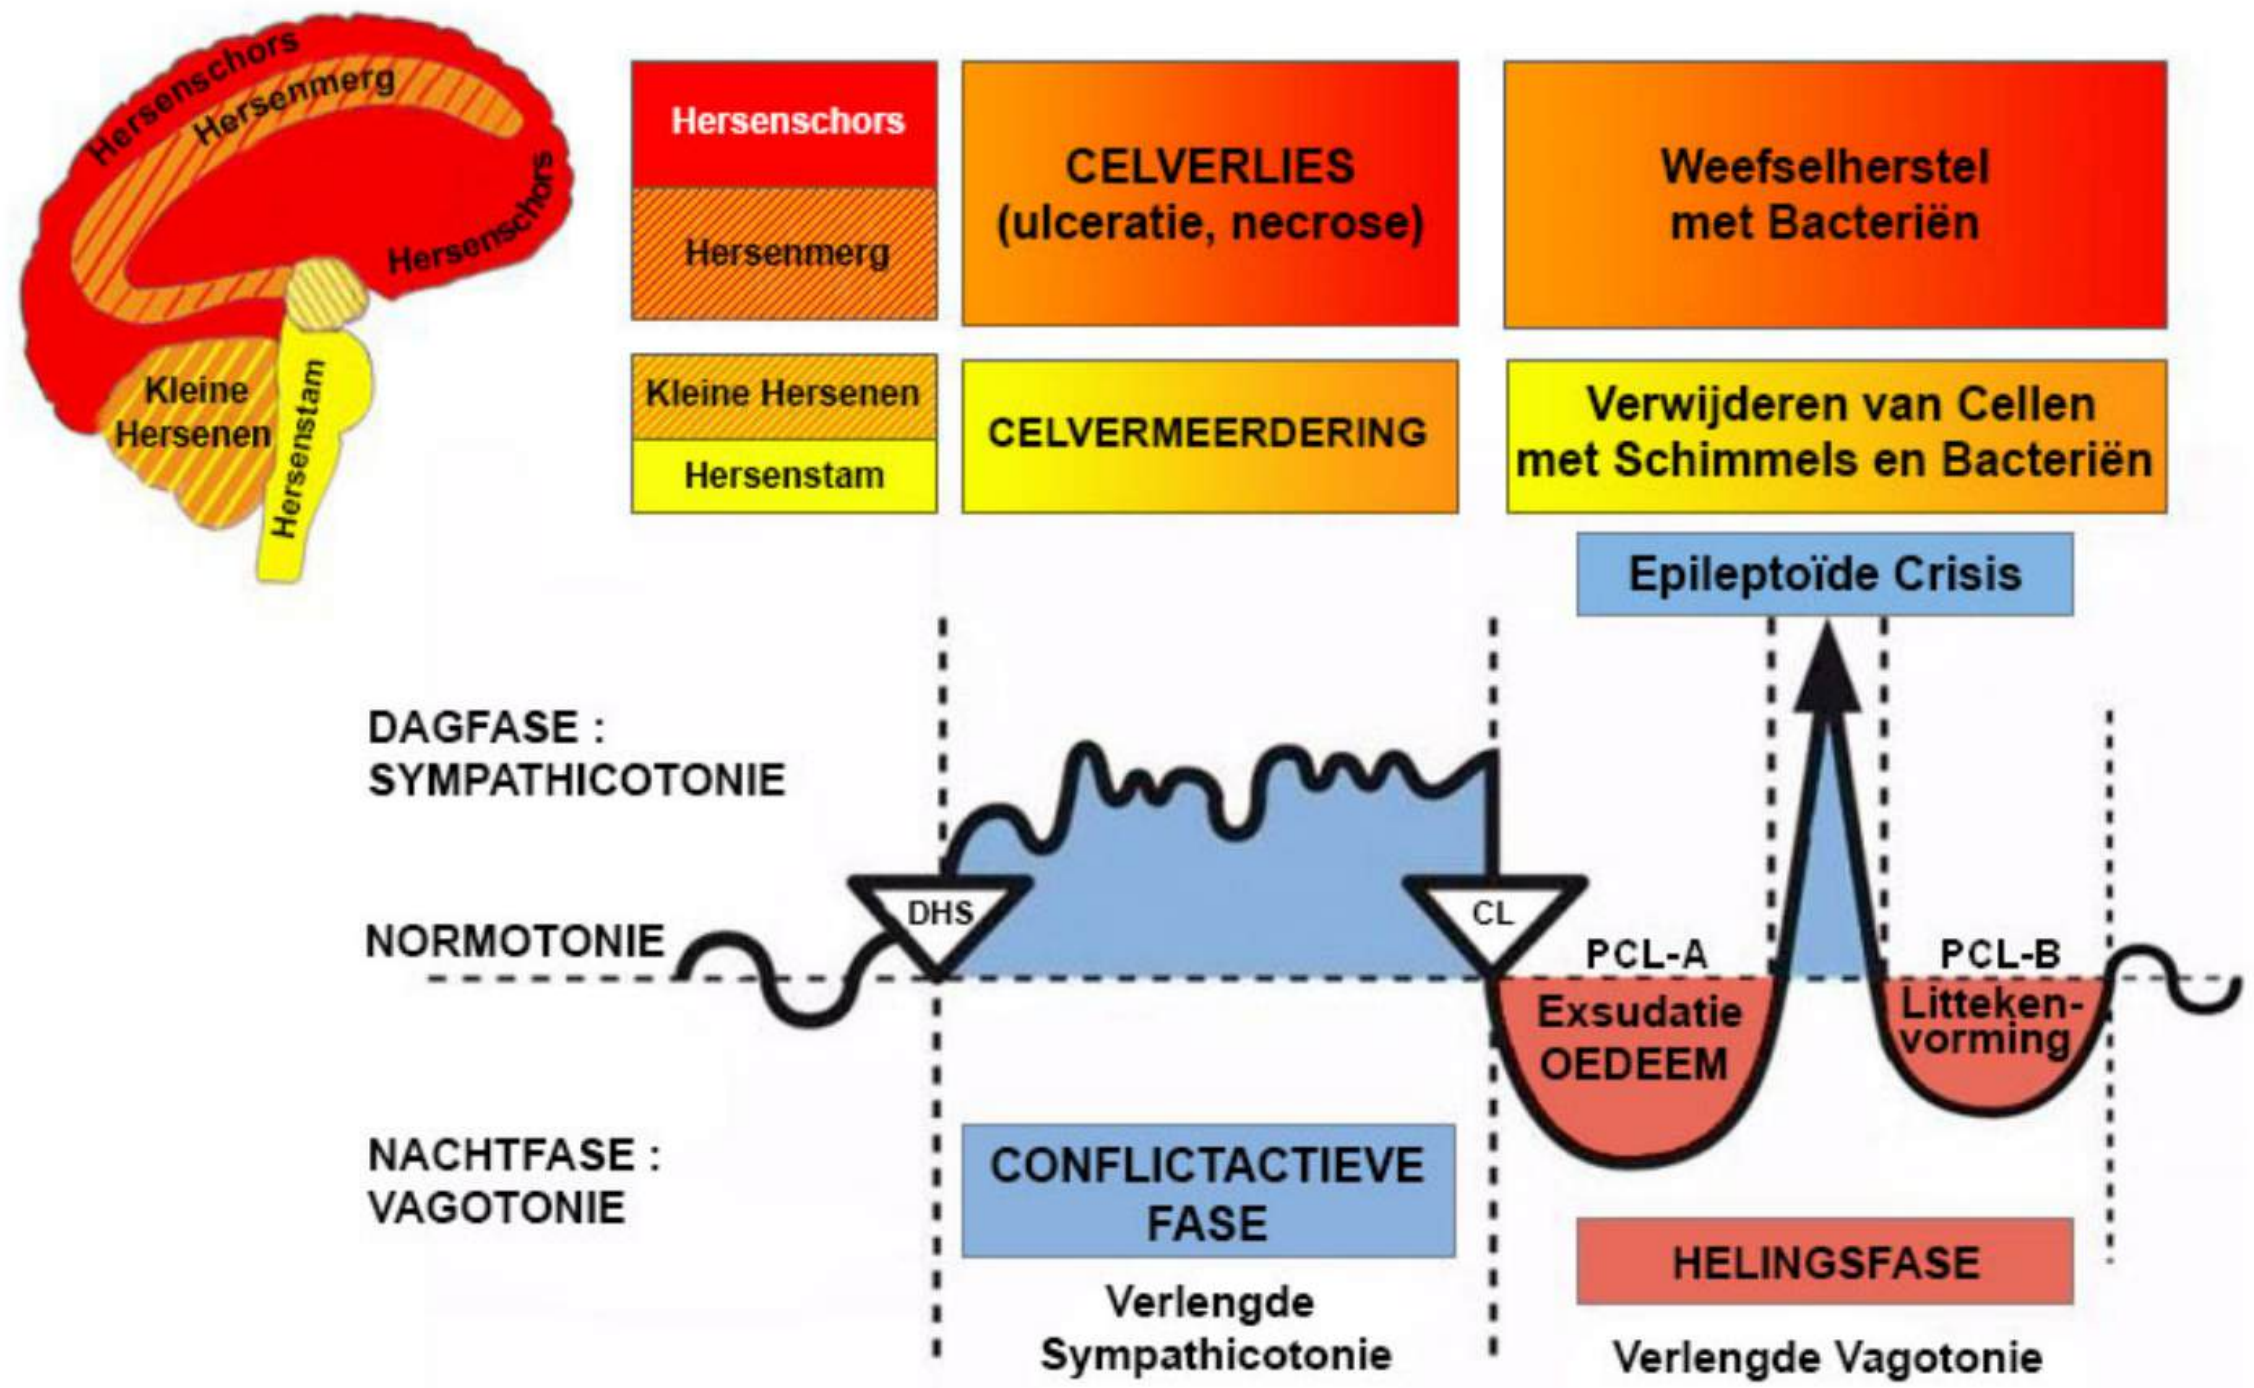 Hersenschors
Hersenmerg
Hersenschors
Kleine
Hersenen
Hersenstam
Hersenschors
Hersenmerg
Kleine Hersenen
Hersenstam
CELVERLIES
(ulceratie, necrose)
CELVERMEERDERING
Weefselherstel
met Bacteriën
Verwijderen van Cellen
met Schimmels en Bacteriën
Epileptoïde Crisis
DAGFASE :
SYMPATHICOTONIE
NORMOTONIE
DHS
CL
PCL-A
Exsudatie
OEDEEM
PCL-B
Litteken-
vorming
NACHTFASE :
VAGOTONIE
CONFLICTACTIEVE
FASE
Verlengde
Sympathicotonie
HELINGSFASE
Verlengde Vagotonie